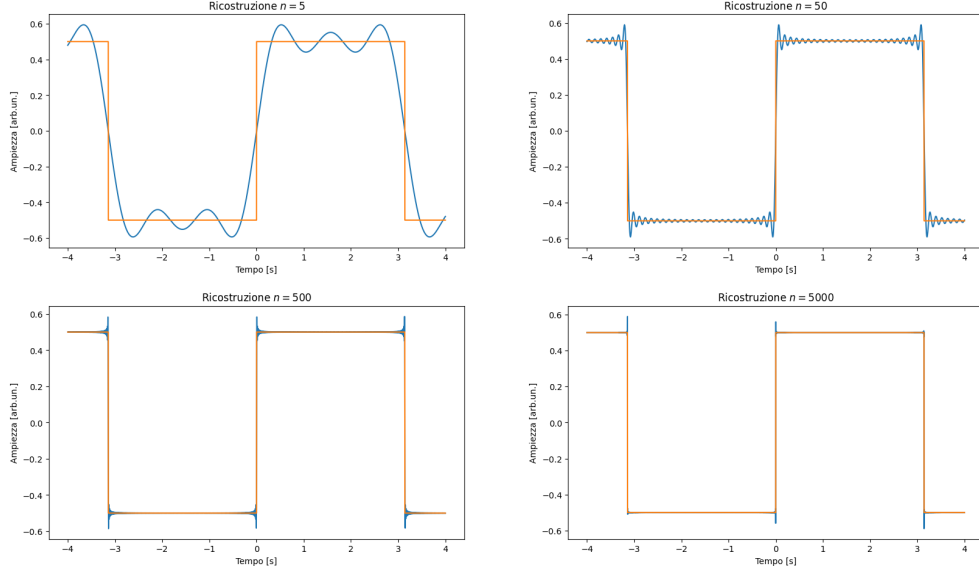 Ricostruzione n = 5
Ampiezza [arb.un.]
0.6
0.4
0.2
0.0
−0.2
−0.4
−0.6
−4 −3 −2 −1 0 1 2 3 4
Tempo [s]
Ricostruzione n = 50
Ampiezza [arb.un.]
0.6
0.4
0.2
0.0
−0.2
−0.4
−0.6
−4 −3 −2 −1 0 1 2 3 4
Tempo [s]
Ricostruzione n = 500
Ampiezza [arb.un.]
0.6
0.4
0.2
0.0
−0.2
−0.4
−0.6
−4 −3 −2 −1 0 1 2 3 4
Tempo [s]
Ricostruzione n = 5000
Ampiezza [arb.un.]
0.6
0.4
0.2
0.0
−0.2
−0.4
−0.6
−4 −3 −2 −1 0 1 2 3 4
Tempo [s]